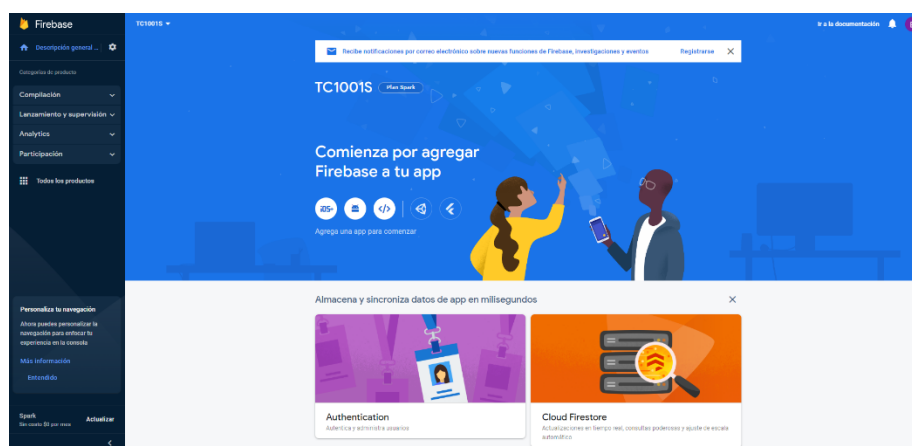 Firebase
TC1001S
Ir a la documentación
Descripción general ...
Categorías de producto
Compilación
Lanzamiento y supervisión
Analytics
Participación
Todos los productos
Personaliza tu navegación
Ahora puedes personalizar la
navegación para enfocar tu
experiencia en la consola
Más información
Entendido
Spark
Sin costo $0 por mes
Actualizar
Recibe notificaciones por correo electrónico sobre nuevas funciones de Firebase, investigaciones y eventos
Registrarse
TC1001S
Plan Spark
Comienza por agregar
Firebase a tu app
iOS+
Agrega una app para comenzar
Almacena y sincroniza datos de app en milisegundos
Authentication
Autentica y administra usuarios
Cloud Firestore
Actualizaciones en tiempo real, consultas poderosas y ajuste de escala
automático